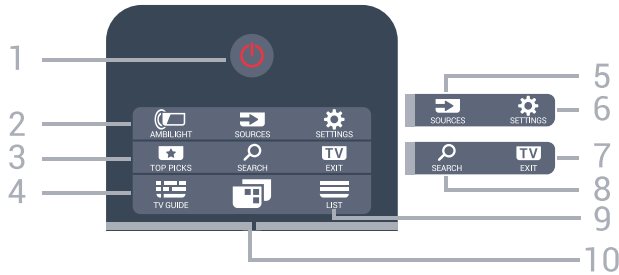 1
2
3
4
AMBILIGHT SOURCES SETTINGS
TOP PICKS SEARCH TV EXIT
TV GUIDE LIST
SOURCES SETTINGS
SEARCH TV EXIT
5
6
7
8
9
10